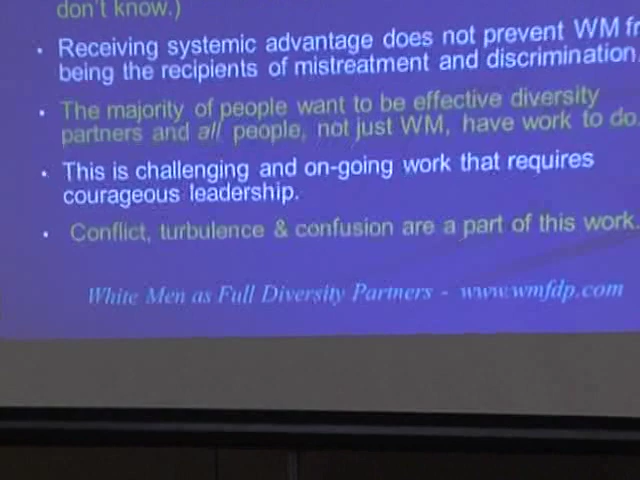 don't know.)
• Receiving systemic advantage does not prevent WM fr
being the recipients of mistreatment and discrimination.
• The majority of people want to be effective diversity
partners and all people, not just WM, have work to do.
• This is challenging and on-going work that requires
courageous leadership.
• Conflict, turbulence & confusion are a part of this work.
White Men as Full Diversity Partners - www.wmfdp.com